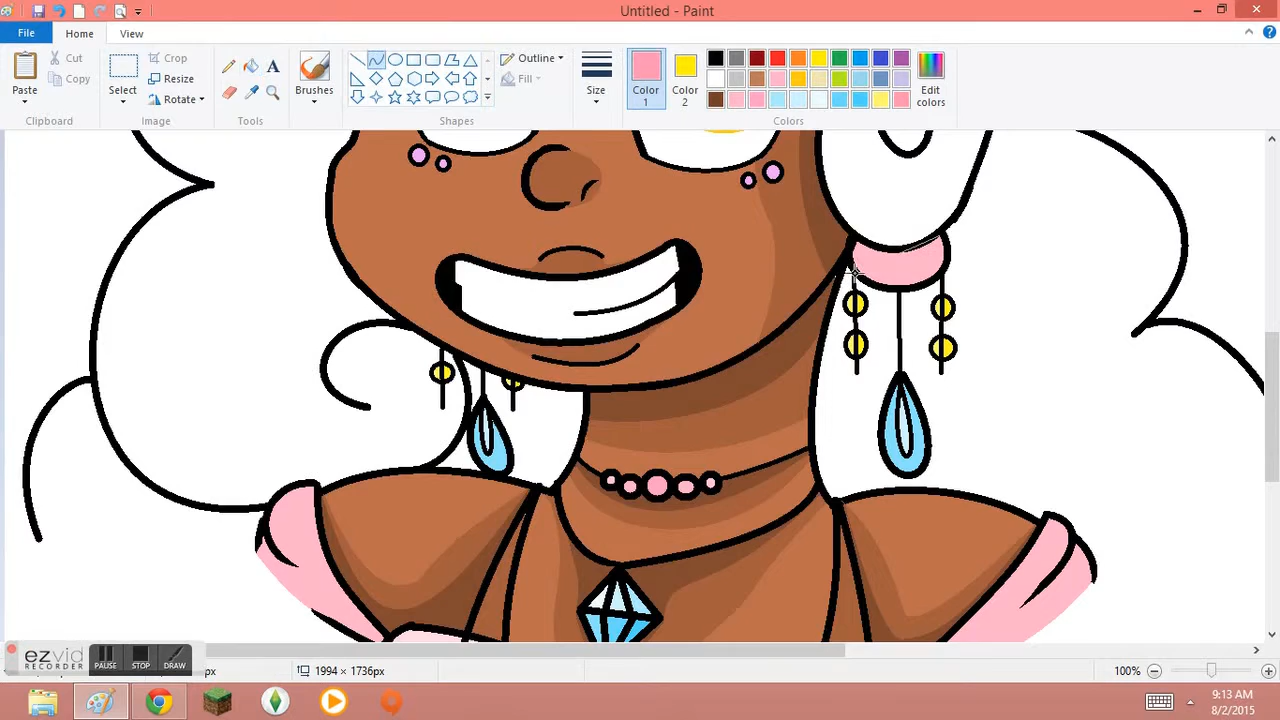 Untitled - Paint
File
Home
View
Paste
Cut
Copy
Clipboard
Select
Crop
Resize
Rotate
Image
A
Tools
Brushes
Outline
Fill
Shapes
Size
Color 1
Color 2
Edit colors
Colors
ezvid
RECORDER
PAUSE
STOP
DRAW
px
1994 × 1736px
100%
9:13 AM
8/2/2015